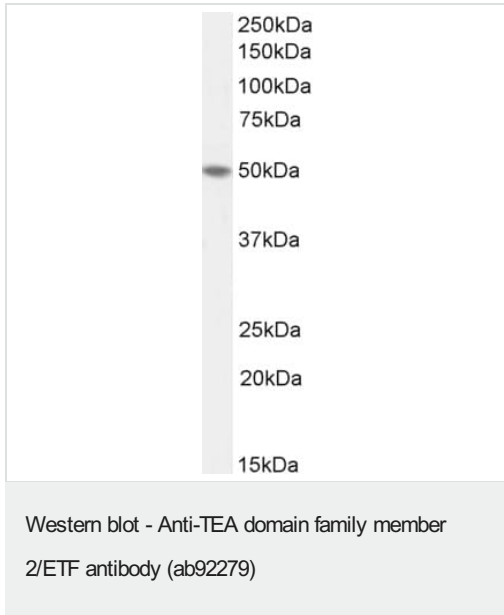 250kDa
150kDa
100kDa
75kDa
50kDa
37kDa
25kDa
20kDa
15kDa
Western blot - Anti-TEA domain family member
2/ETF antibody (ab92279)